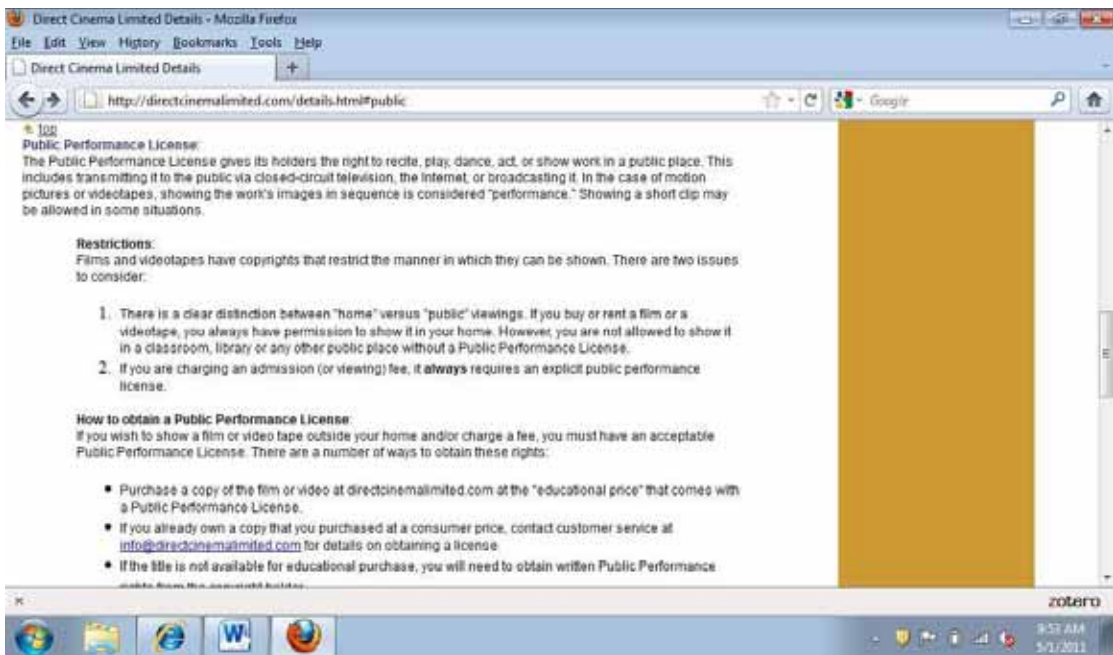 Direct Cinema Limited Details - Mozilla Firefox
File Edit View History Bookmarks Tools Help
Direct Cinema Limited Details +
http://directcinemalimited.com/details.html#public Google
top
Public Performance License:
The Public Performance License gives its holders the right to recite, play, dance, act, or show work in a public place. This
includes transmitting it to the public via closed-circuit television, the Internet, or broadcasting it. In the case of motion
pictures or videotapes, showing the work's images in sequence is considered "performance." Showing a short clip may
be allowed in some situations.
Restrictions:
Films and videotapes have copyrights that restrict the manner in which they can be shown. There are two issues
to consider:
1. There is a clear distinction between "home" versus "public" viewings. If you buy or rent a film or a
videotape, you always have permission to show it in your home. However, you are not allowed to show it
in a classroom, library or any other public place without a Public Performance License.
2. If you are charging an admission (or viewing) fee, it always requires an explicit public performance
license.
How to obtain a Public Performance License:
If you wish to show a film or video tape outside your home and/or charge a fee, you must have an acceptable
Public Performance License. There are a number of ways to obtain these rights:
• Purchase a copy of the film or video at directcinemalimited.com at the "educational price" that comes with
a Public Performance License.
• If you already own a copy that you purchased at a consumer price, contact customer service at
info@directcinemalimited.com for details on obtaining a license
• If the title is not available for educational purchase, you will need to obtain written Public Performance
rights from the copyright holder
zotero
9:53 AM
5/1/2011